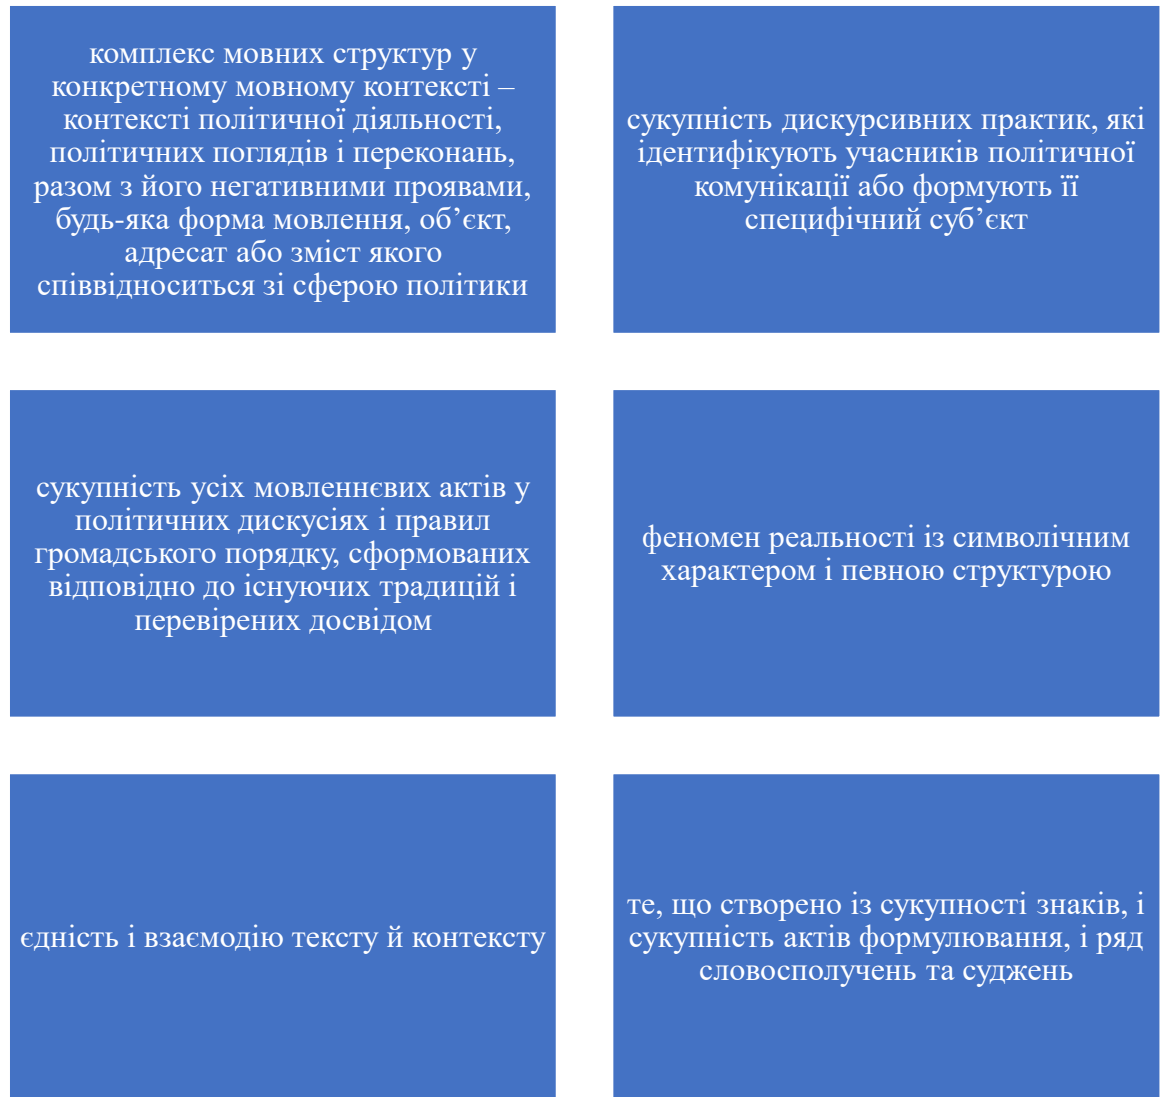 комплекс мовних структур у
конкретному мовному контексті –
контексті політичної діяльності,
політичних поглядів і переконань,
разом з його негативними проявами,
будь-яка форма мовлення, об’єкт,
адресат або зміст якого
співвідноситься зі сферою політики
сукупність дискурсивних практик, які
ідентифікують учасників політичної
комунікації або формують її
специфічний суб’єкт
сукупність усіх мовленнєвих актів у
політичних дискусіях і правил
громадського порядку, сформованих
відповідно до існуючих традицій і
перевірених досвідом
феномен реальності із символічним
характером і певною структурою
єдність і взаємодію тексту й контексту
те, що створено із сукупності знаків, і
сукупність актів формулювання, і ряд
словосполучень та суджень